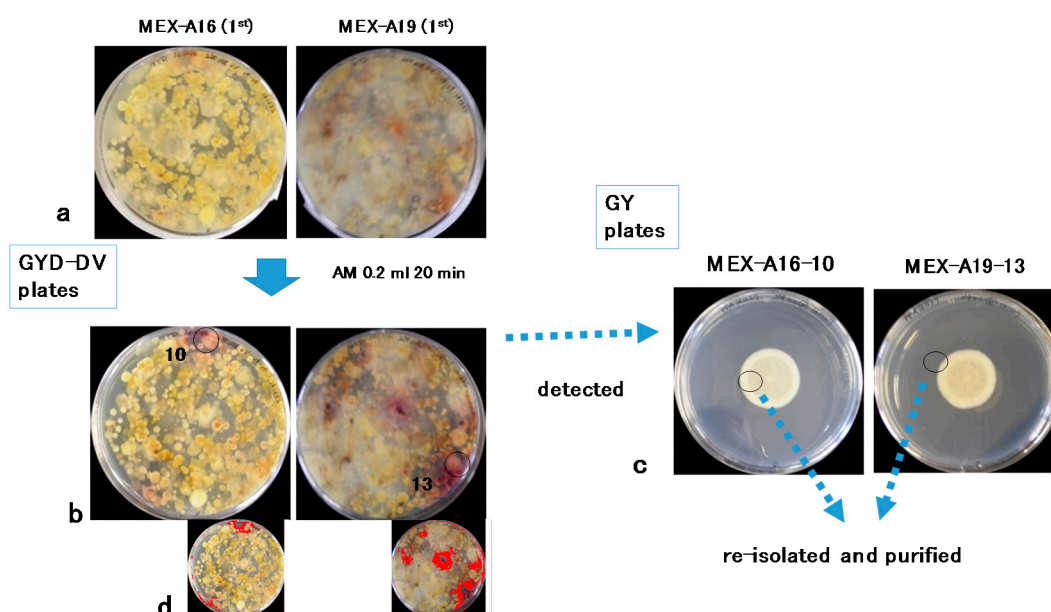 MEX-A16 (1st)
MEX-A19 (1st)
a
GYD-DV
plates
AM 0.2 ml 20 min
GY
plates
MEX-A16-10
MEX-A19-13
10
13
detected
b
c
d
re-isolated and purified